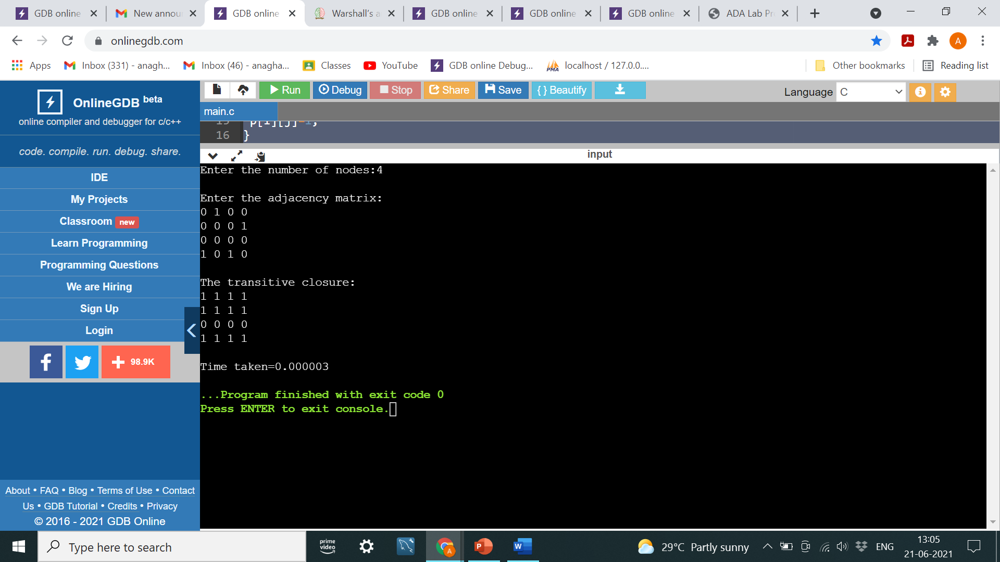 GDB online
New annou
GDB online
Warshall's a
GDB online
GDB online
GDB online
ADA Lab Pr
onlinegdb.com
A
Apps
Inbox (331) - anagh...
Inbox (46) - anagha...
Classes
YouTube
GDB online Debug...
localhost / 127.0.0....
Other bookmarks
Reading list
OnlineGDB beta
online compiler and debugger for c/c++
code. compile. run. debug. share.
IDE
My Projects
Classroom new
Learn Programming
Programming Questions
We are Hiring
Sign Up
Login
98.9K
About • FAQ • Blog • Terms of Use • Contact
Us • GDB Tutorial • Credits • Privacy
© 2016 - 2021 GDB Online
Run
Debug
Stop
Share
Save
{ } Beautify
Language C
main.c
15 p[i][j]=1;
16 }
input
Enter the number of nodes:4
Enter the adjacency matrix:
0 1 0 0
0 0 0 1
0 0 0 0
1 0 1 0
The transitive closure:
1 1 1 1
1 1 1 1
0 0 0 0
1 1 1 1
Time taken=0.000003
...Program finished with exit code 0
Press ENTER to exit console.
Type here to search
prime
video
29°C Partly sunny
ENG
13:05
21-06-2021